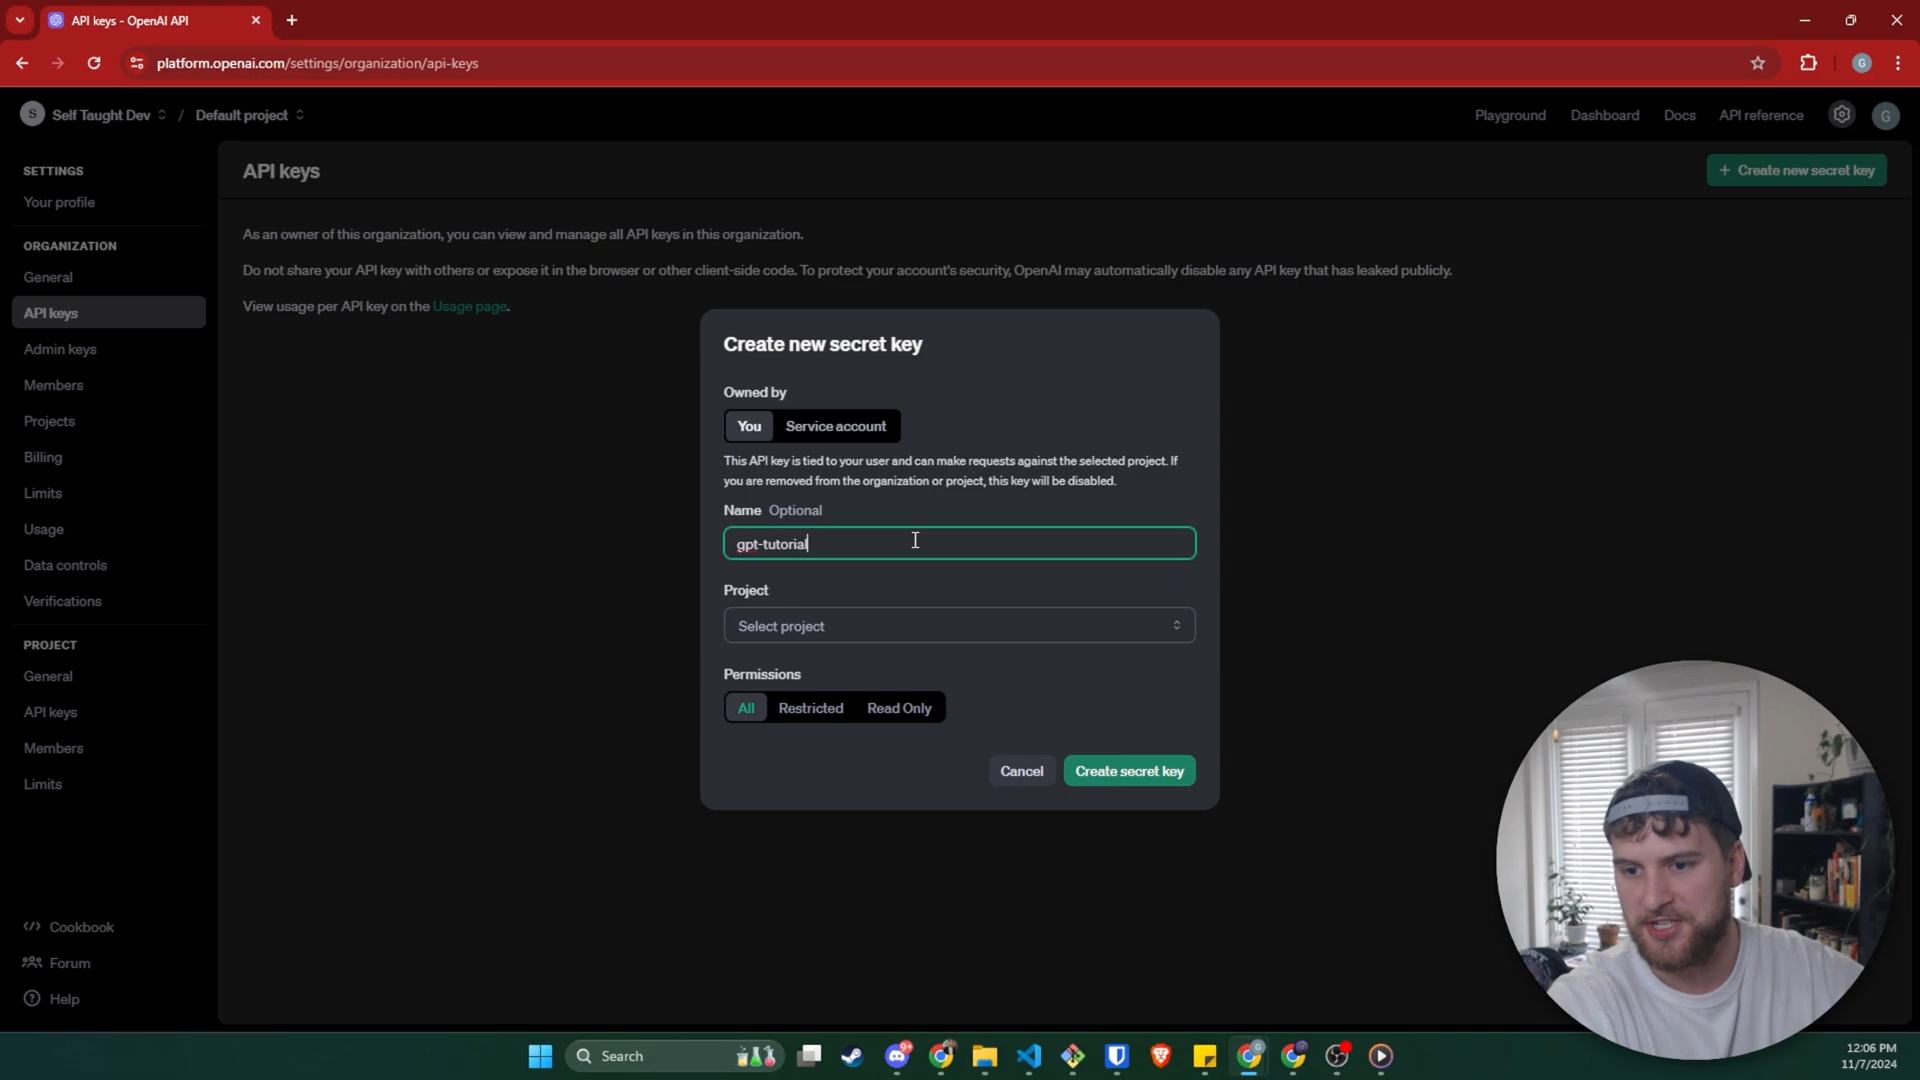 API keys - OpenAI API
platform.openai.com/settings/organization/api-keys
G
S Self Taught Dev / Default project
Playground Dashboard Docs API reference G
SETTINGS
Your profile
ORGANIZATION
General
API keys
Admin keys
Members
Projects
Billing
Limits
Usage
Data controls
Verifications
PROJECT
General
API keys
Members
Limits
Cookbook
Forum
Help
API keys
+ Create new secret key
As an owner of this organization, you can view and manage all API keys in this organization.
Do not share your API key with others or expose it in the browser or other client-side code. To protect your account's security, OpenAI may automatically disable any API key that has leaked publicly.
View usage per API key on the Usage page.
Create new secret key
Owned by
You Service account
This API key is tied to your user and can make requests against the selected project. If
you are removed from the organization or project, this key will be disabled.
Name Optional
gpt-tutorial
Project
Select project
Permissions
All Restricted Read Only
Cancel Create secret key
Search
9+
G
12:06 PM
11/7/2024